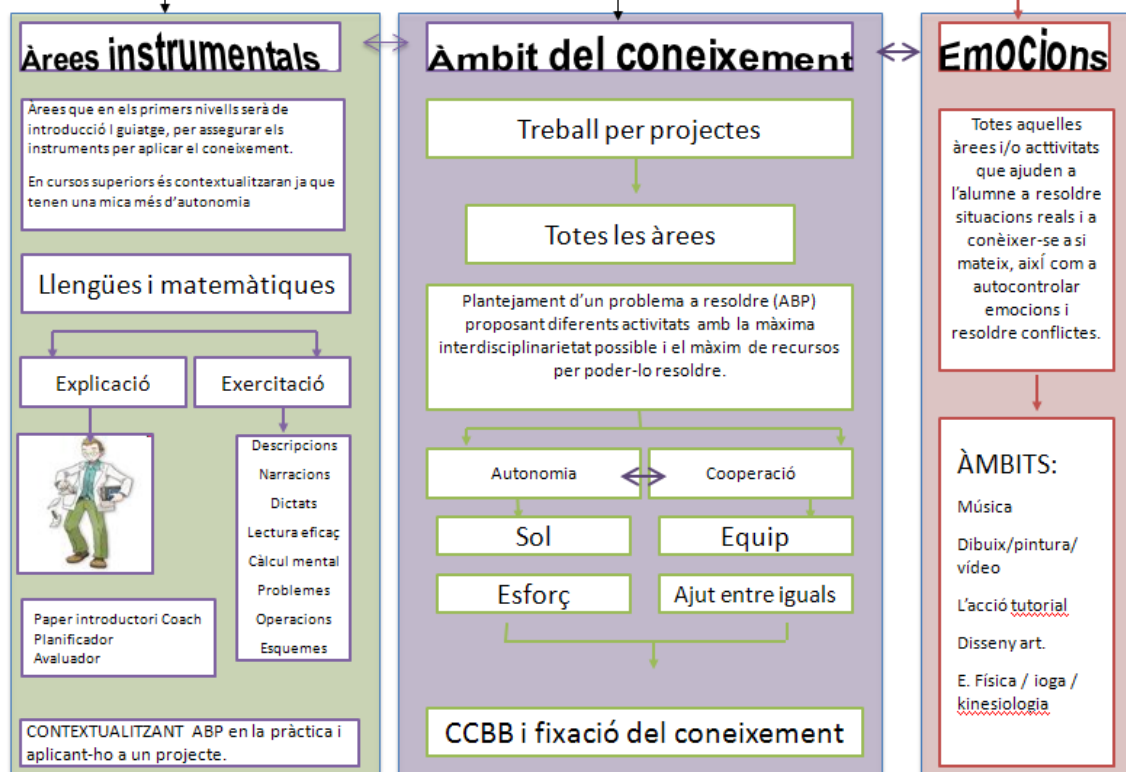 Àrees instrumentals
Àrees que en els primers nivells serà de
introducció I guiatge, per assegurar els
instruments per aplicar el coneixement.
En cursos superiors és contextualitzaran ja que
tenen una mica més d'autonomia
Llengües i matemàtiques
Explicació
Exercitació
Descripcions
Narracions
Dictats
Lectura eficaç
Càlcul mental
Problemes
Operacions
Esquemes
Paper introductori Coach
Planificador
Avaluador
CONTEXTUALITZANT ABP en la pràctica i
aplicant-ho a un projecte.
Àmbit del coneixement
Treball per projectes
Totes les àrees
Plantejament d'un problema a resoldre (ABP)
proposant diferents activitats amb la màxima
interdisciplinarietat possible i el màxim de recursos
per poder-lo resoldre.
Autonomia
Cooperació
Sol
Equip
Esforç
Ajut entre iguals
CCBB i fixació del coneixement
Emocions
Totes aquelles
àrees i/o acttivitats
que ajuden a
l'alumne a resoldre
situacions reals i a
conèixer-se a si
mateix, així com a
autocontrolar
emocions i
resoldre conflictes.
ÀMBITS:
Música
Dibuix/pintura/
vídeo
L'acció tutorial
Disseny art.
E. Física / ioga /
kinesiologia